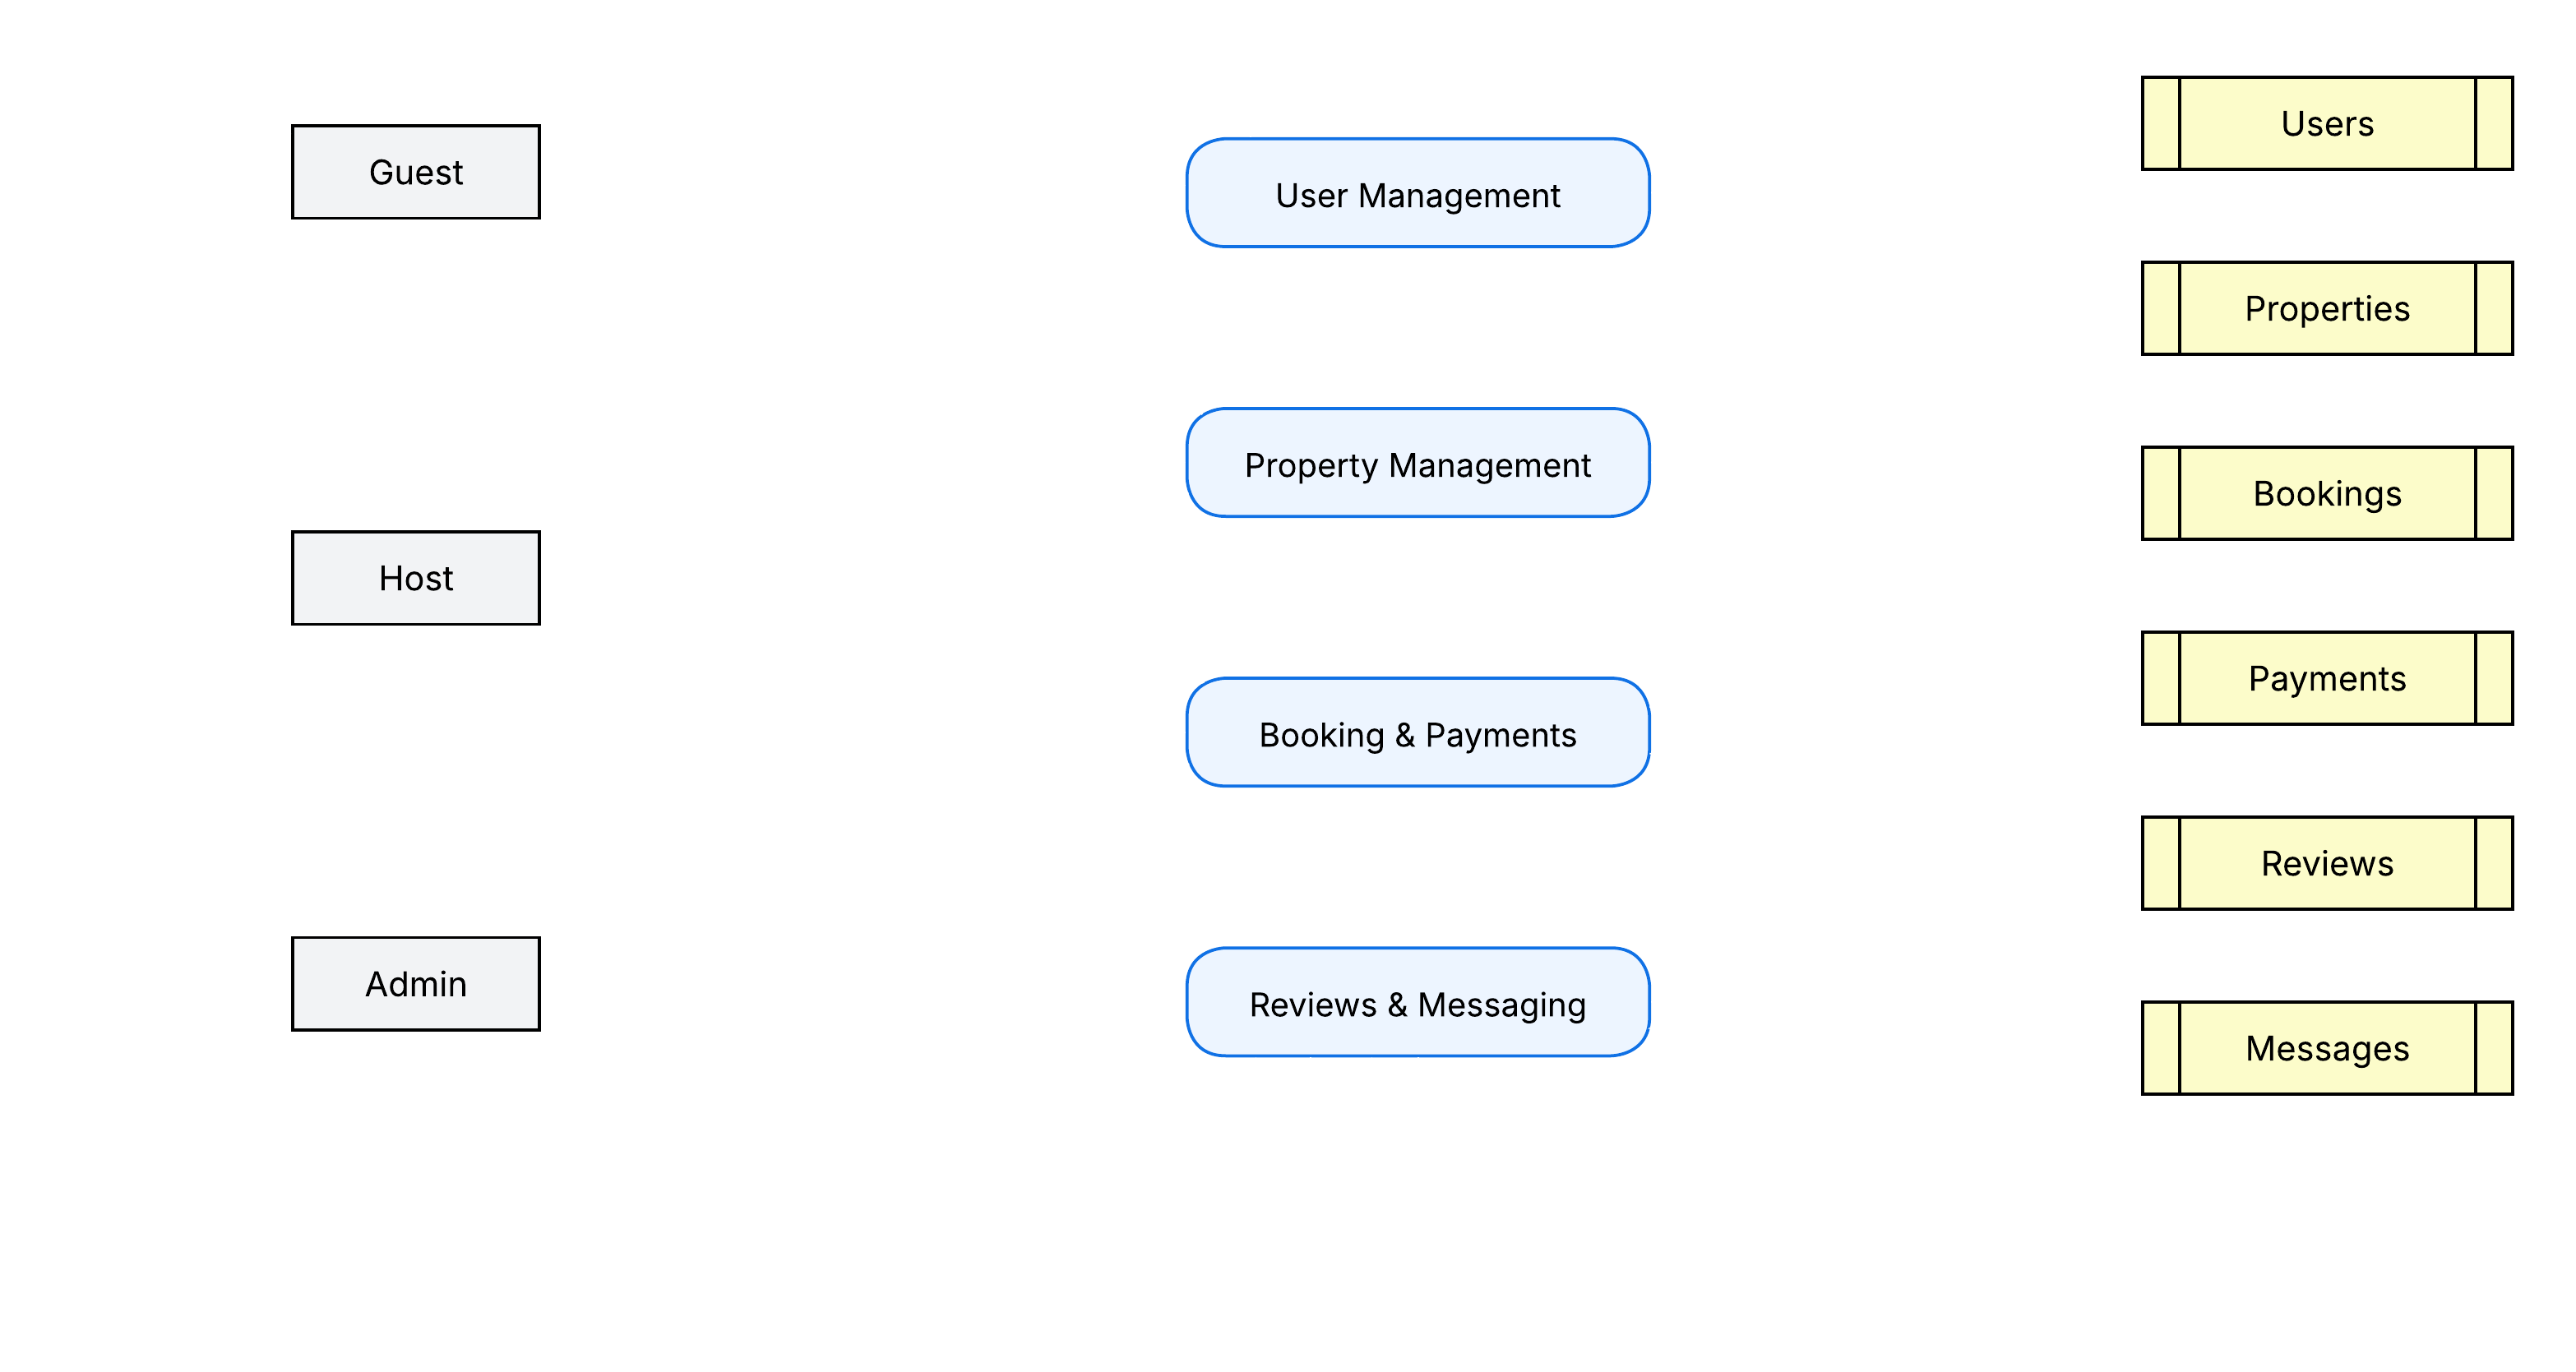 Guest
Host
Admin
User Management
Property Management
Booking & Payments
Reviews & Messaging
Users
Properties
Bookings
Payments
Reviews
Messages